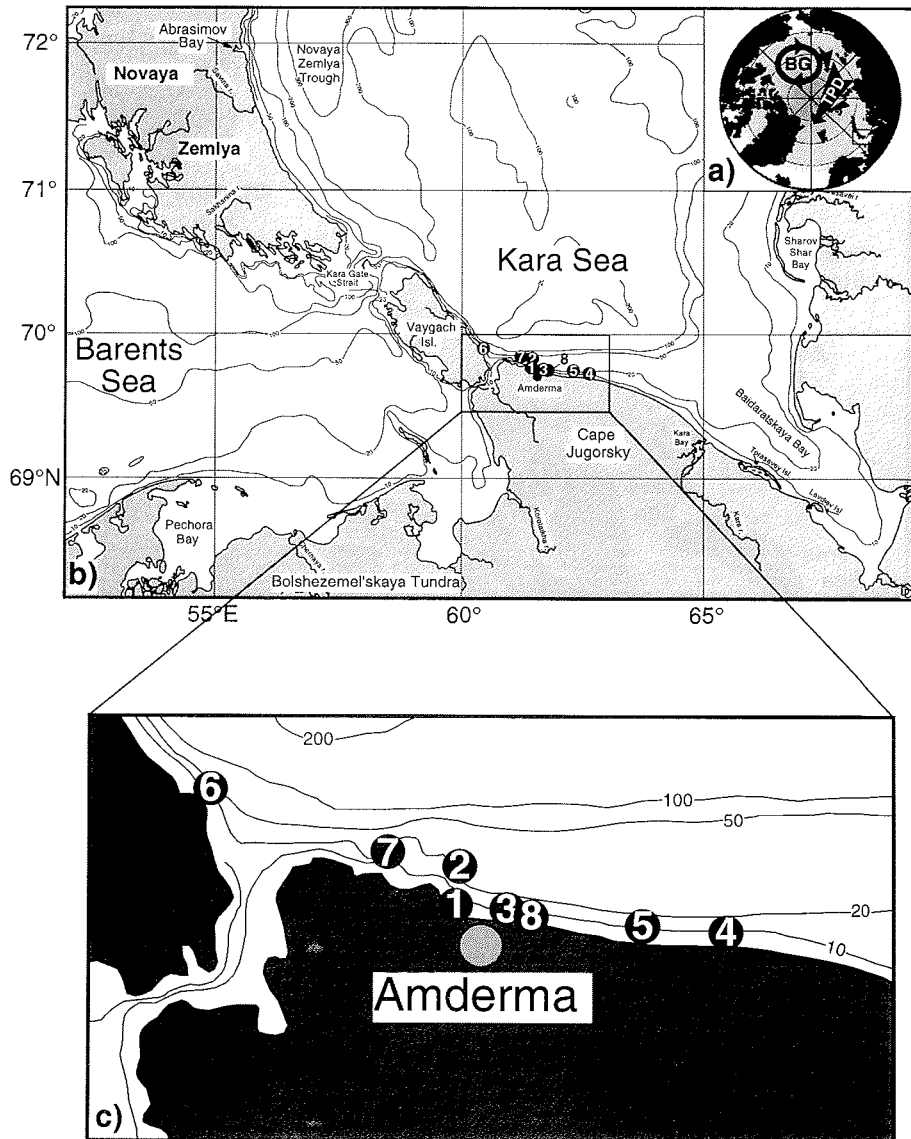 72°
71°
70°
69°N
55°E
60°
65°
Abrasimov
Bay
Novaya
Zemlya
Novaya
Zemlya
Trough
BG
TPD
a)
Kara Sea
Sharov
Shar
Bay
Kara Gate
Strait
Vaygach
Isl.
Barents
Sea
6
7
2
8
1
3
5
4
Amderma
Baidaratskaya Bay
Cape
Jugorsky
Kara
Bay
Torasavoy Isl.
Kara r.
Pechora
Bay
Bolshezemel'skaya Tundra
b)
200
100
50
20
10
6
7
2
1
3
8
5
4
Amderma
c)